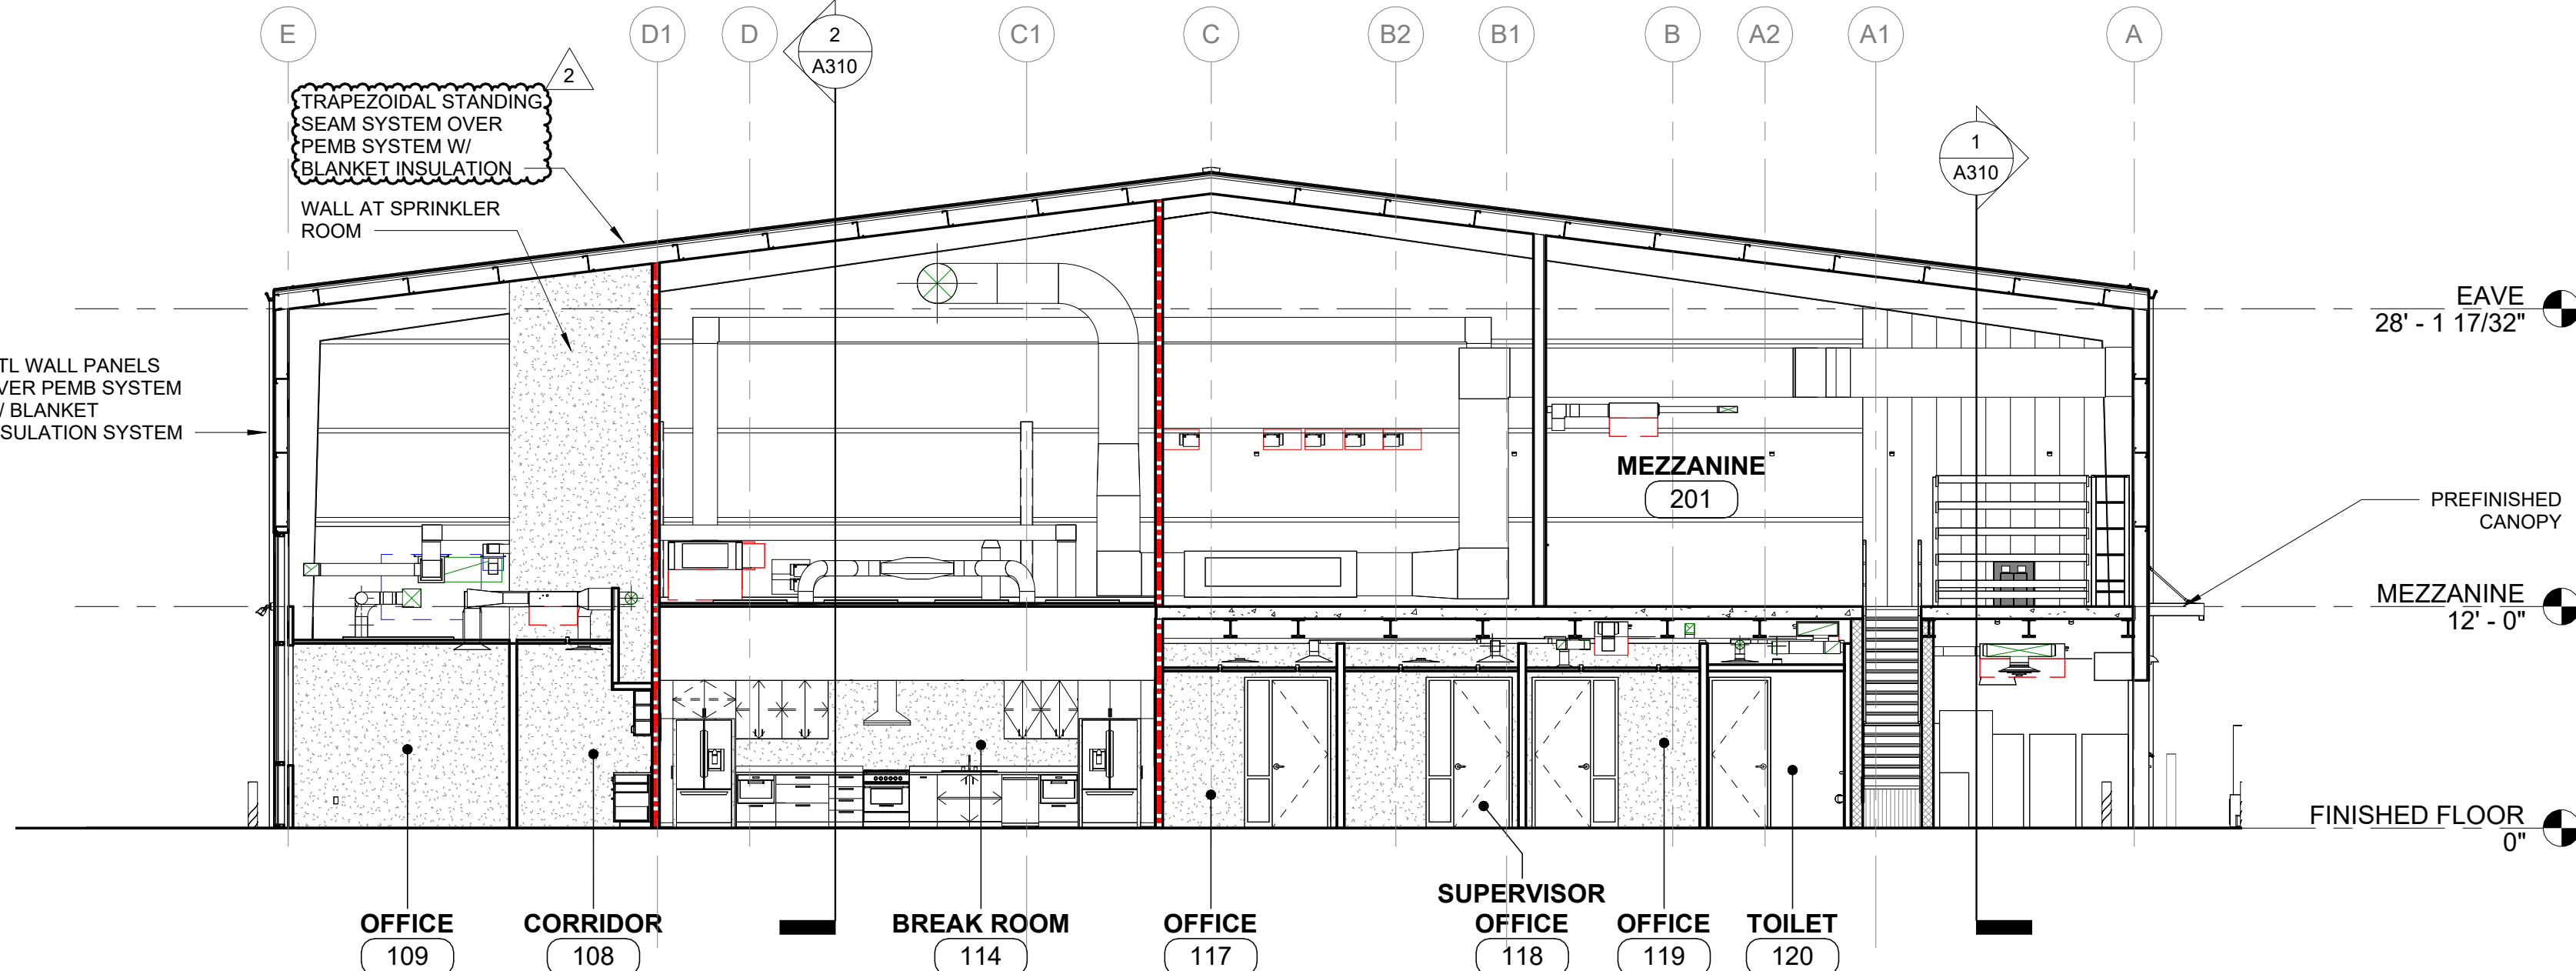 E
D1
D
2
A310
C1
C
B2
B1
B
A2
A1
A
2
TRAPEZOIDAL STANDING
SEAM SYSTEM OVER
PEMB SYSTEM W/
BLANKET INSULATION
WALL AT SPRINKLER
ROOM
1
A310
EAVE
28' - 1 17/32"
TL WALL PANELS
VER PEMB SYSTEM
/ BLANKET
SULATION SYSTEM
MEZZANINE
201
PREFINISHED
CANOPY
MEZZANINE
12' - 0"
FINISHED FLOOR
0"
OFFICE
109
CORRIDOR
108
BREAK ROOM
114
OFFICE
117
SUPERVISOR
OFFICE
118
OFFICE
119
TOILET
120